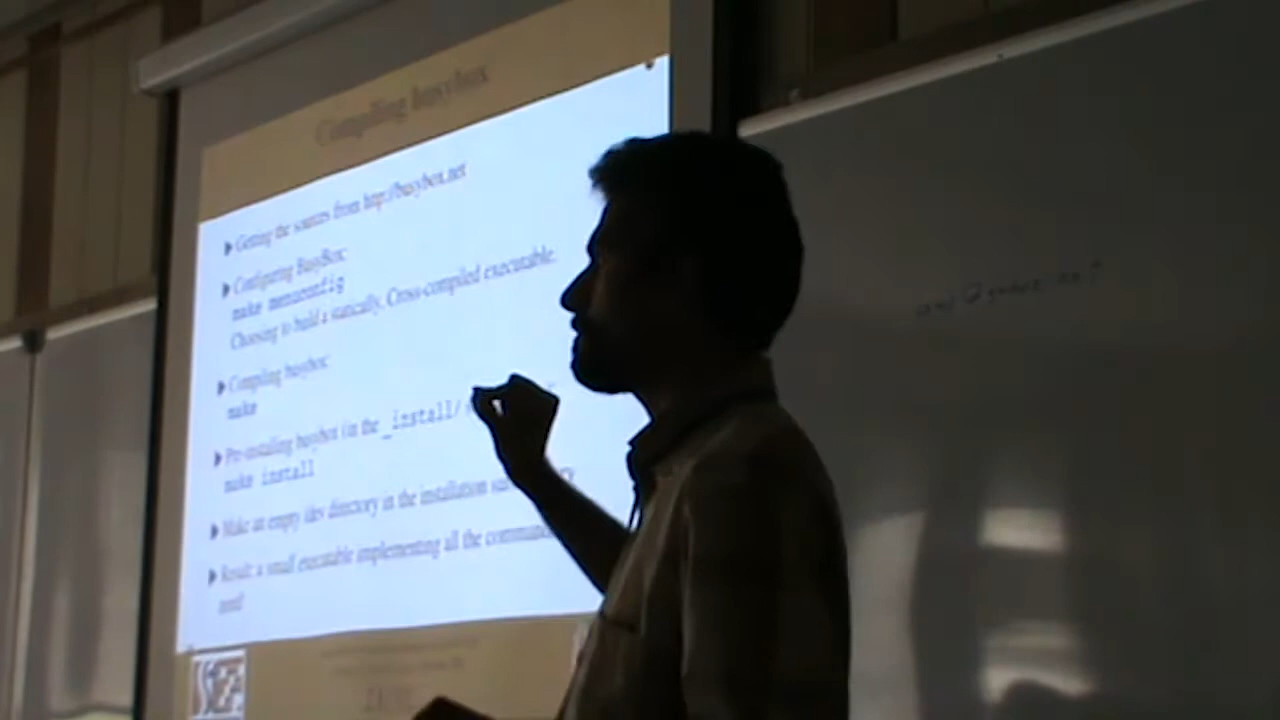 Compiling busybox
Getting the sources from http://busybox.net
Configuring BusyBox:
make menuconfig
Choosing to build a statically, Cross-compiled executable.
Compiling busybox:
make
Pre-installing busybox (in the _install/
make install
Make an empty /dev directory in the installation
Result: a small executable implementing all the
need!